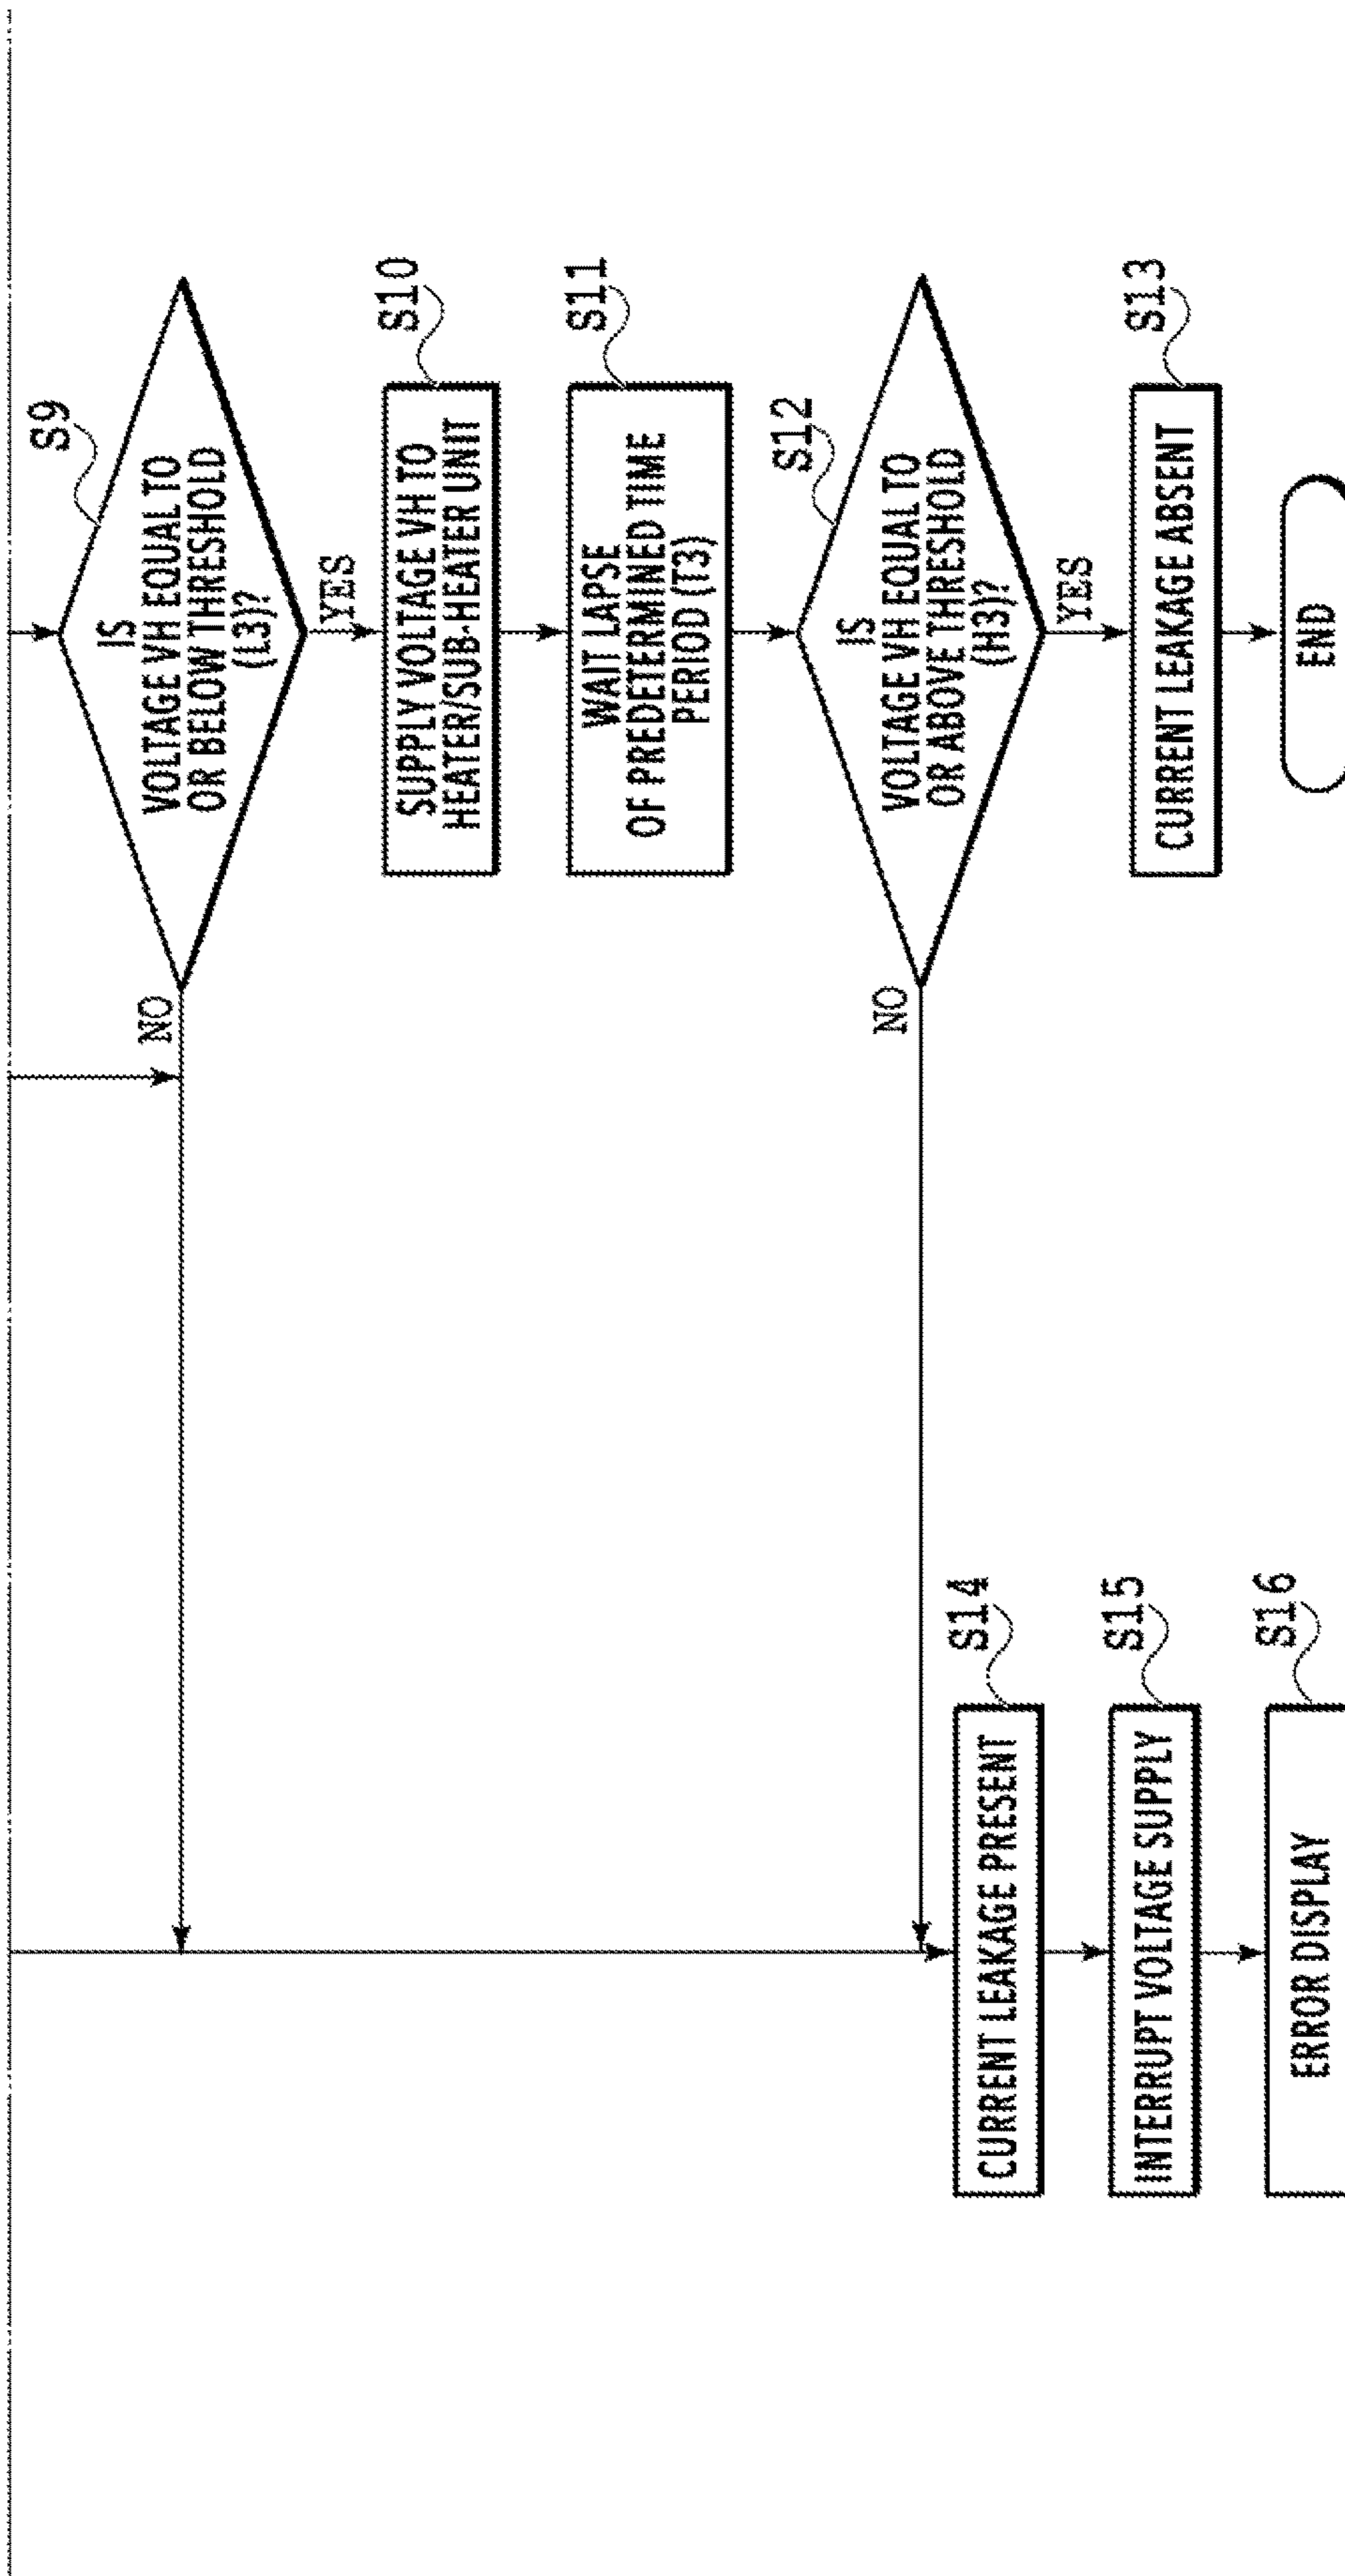 S9
IS
VOLTAGE VH EQUAL TO
OR BELOW THRESHOLD
(L3)?
NO
YES
S10
SUPPLY VOLTAGE VH TO
HEATER/SUB-HEATER UNIT
S11
WAIT LAPSE
OF PREDETERMINED TIME
PERIOD (T3)
S12
IS
VOLTAGE VH EQUAL TO
OR ABOVE THRESHOLD
(H3)?
NO
YES
S13
CURRENT LEAKAGE ABSENT
END
S14
CURRENT LEAKAGE PRESENT
S15
INTERRUPT VOLTAGE SUPPLY
S16
ERROR DISPLAY